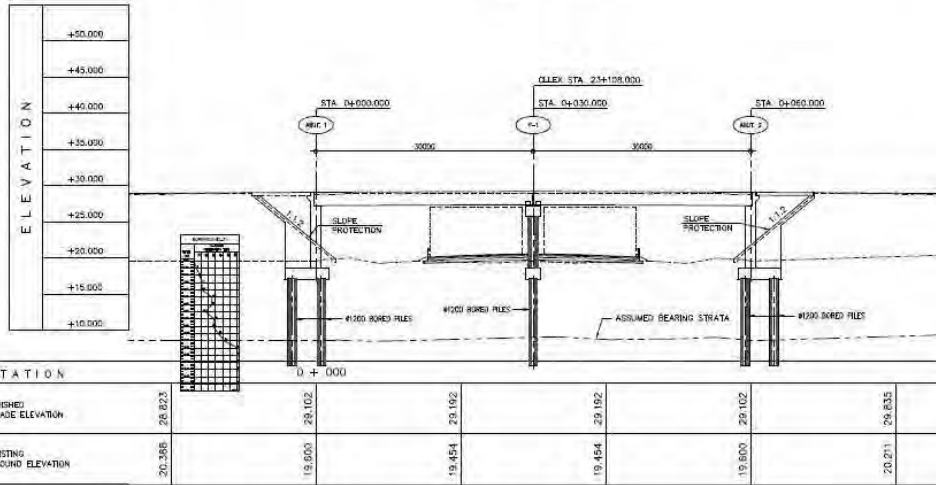 ELEVATION
+50.000
+45.000
+40.000
+35.000
+30.000
+25.000
+20.000
+15.000
+10.000
CLLEX STA. 23+108.000
STA. 0+000.000
STA. 0+030.000
STA. 0+060.000
ABUT. 1
P-1
ABUT. 2
30000
30000
1:1.2
SLOPE
PROTECTION
SLOPE
PROTECTION
1:1.2
ø1200 BORED PILES
ø1200 BORED PILES
ASSUMED BEARING STRATA
ø1200 BORED PILES
TATION
0 + 000
ISHED
ADE ELEVATION
28.823
29.102
29.192
29.192
29.102
29.835
ISTING
OUND ELEVATION
20.388
19.600
19.454
19.454
19.600
20.211